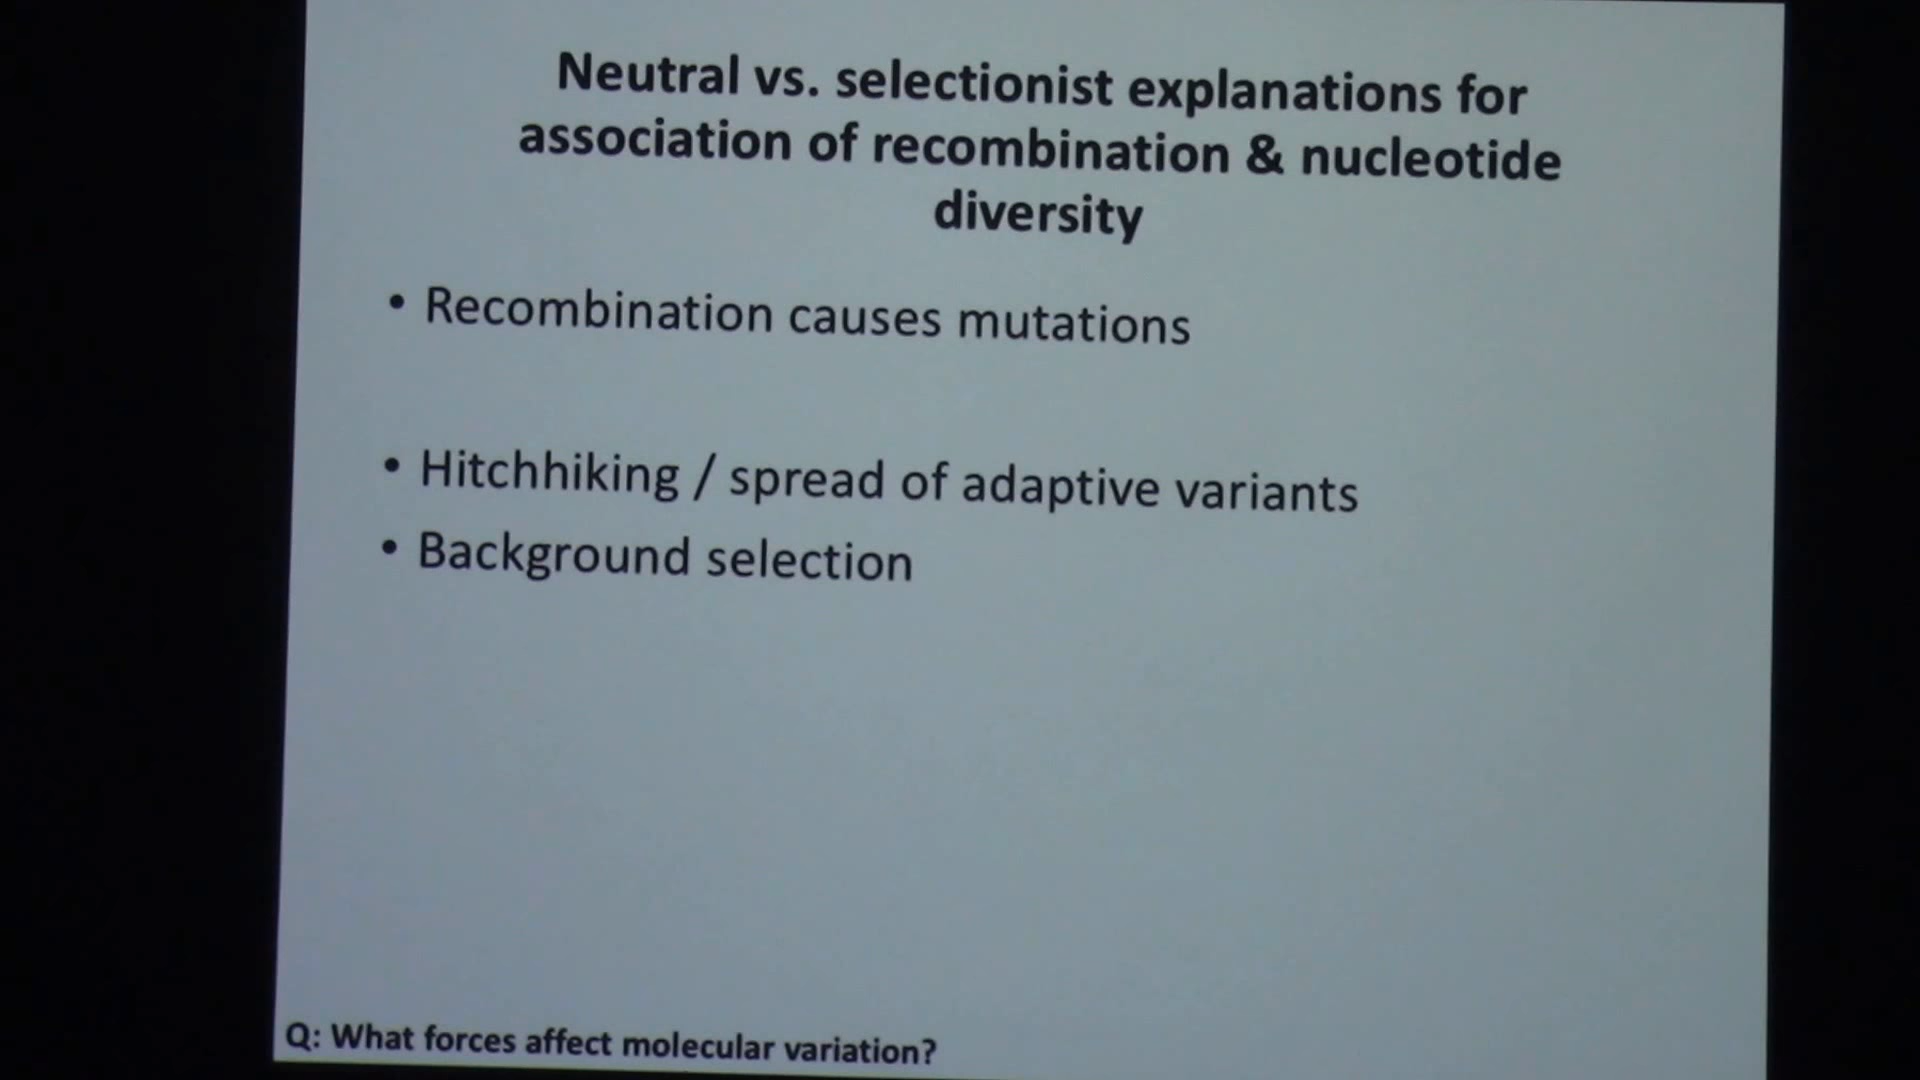 Neutral vs. selectionist explanations for
association of recombination & nucleotide
diversity
• Recombination causes mutations
• Hitchhiking / spread of adaptive variants
• Background selection
Q: What forces affect molecular variation?